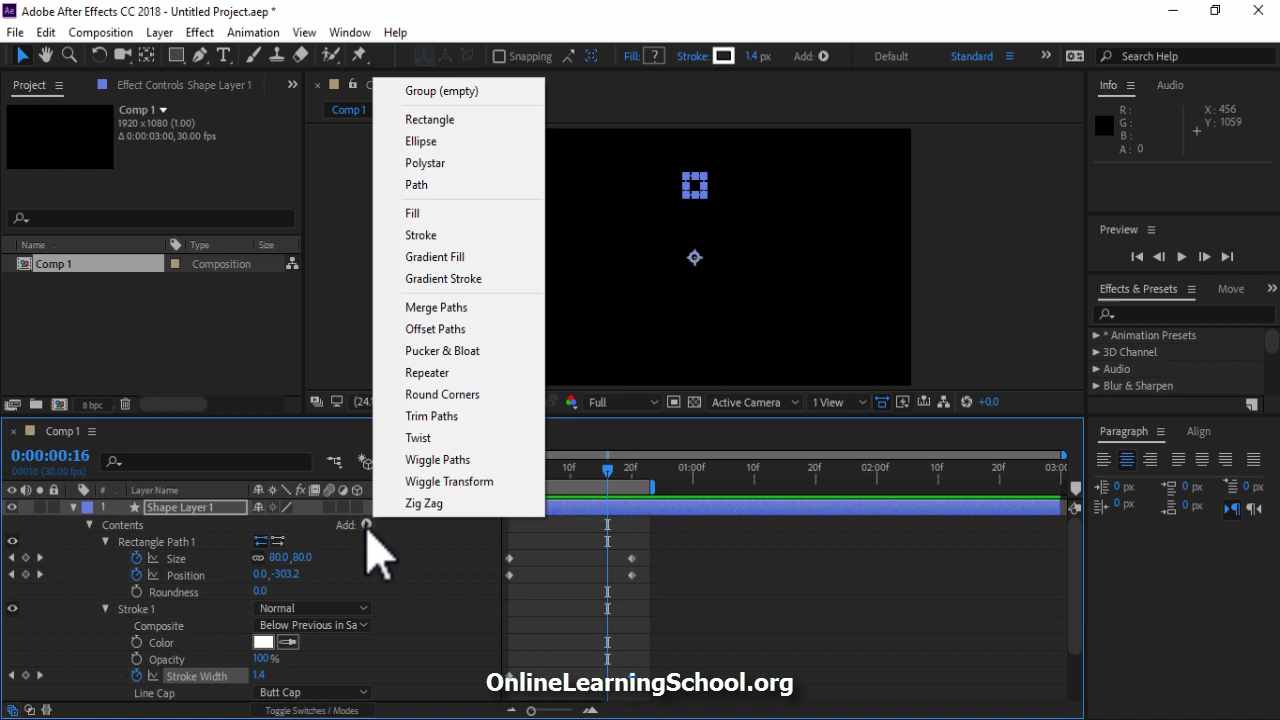 Adobe After Effects CC 2018 - Untitled Project.aep *
File Edit Composition Layer Effect Animation View Window Help
Snapping Fill: ? Stroke: 1.4 px Add: Default Standard Search Help
Project Effect Controls Shape Layer 1
Comp 1
1920 x 1080 (1.00)
Δ 0:00:03:00, 30.00 fps
Name Type Size
Comp 1 Composition
8 bpc
Comp 1
Group (empty)
Rectangle
Ellipse
Polystar
Path
Fill
Stroke
Gradient Fill
Gradient Stroke
Merge Paths
Offset Paths
Pucker & Bloat
Repeater
Round Corners
Trim Paths
Twist
Wiggle Paths
Wiggle Transform
Zig Zag
Full Active Camera 1 View +0.0
Info Audio
R: X: 456
G: Y: 1059
B:
A: 0
Preview
Effects & Presets Move
* Animation Presets
3D Channel
Audio
Blur & Sharpen
Paragraph Align
0 px 0 px 0 px
0 px 0 px
Comp 1
0:00:00:16
00016 (30.00 fps)
10f 20f 01:00f 10f 20f 02:00f 10f 20f 03:00
# Layer Name
1 Shape Layer 1
Contents Add:
Rectangle Path 1
Size 80.0,80.0
Position 0.0,-303.2
Roundness 0.0
Stroke 1 Normal
Composite Below Previous in Sa
Color
Opacity 100 %
Stroke Width 1.4
Line Cap Butt Cap
Toggle Switches / Modes
OnlineLearningSchool.org